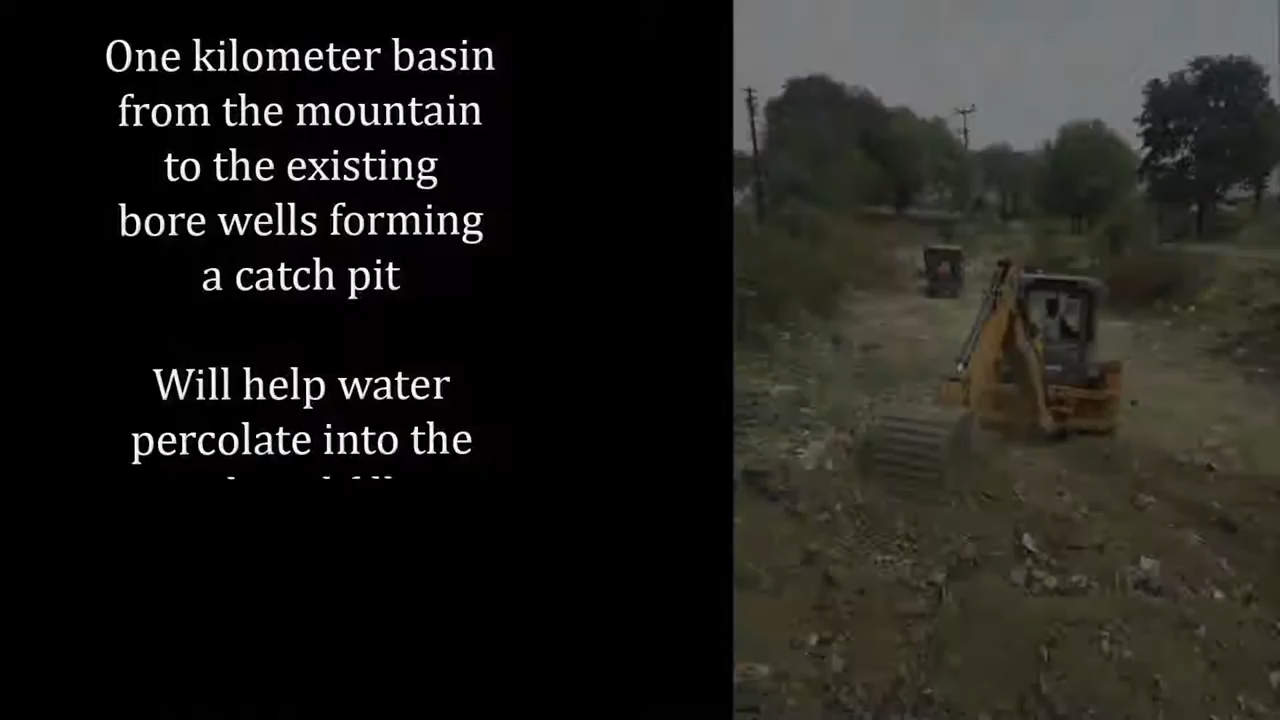 One kilometer basin
from the mountain
to the existing
bore wells forming
a catch pit
Will help water
percolate into the